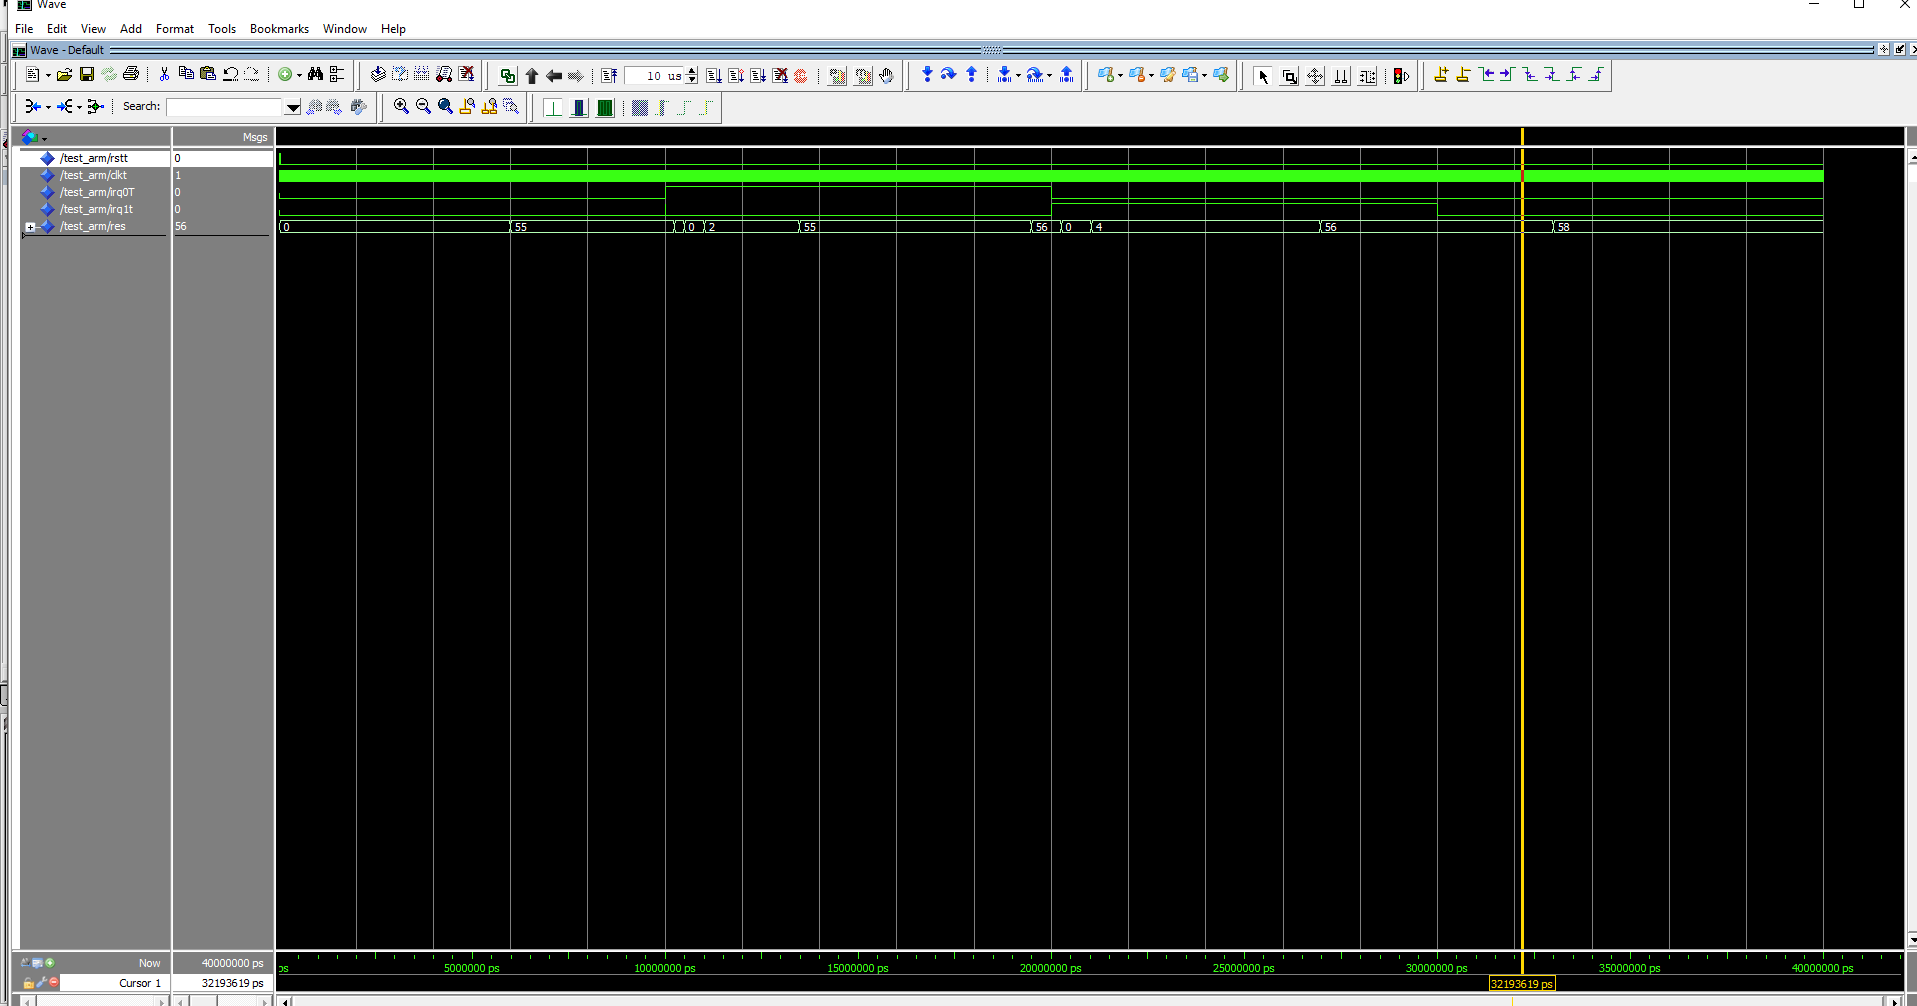 Wave
File Edit View Add Format Tools Bookmarks Window Help
Wave - Default
10 us
Search:
Msgs
/test_arm/rstt 0
/test_arm/clkt 1
/test_arm/irq0T 0
/test_arm/irq1t 0
/test_arm/res 56 0 55 0 2 55 56 0 4 56 58
Now 40000000 ps ps 5000000 ps 10000000 ps 15000000 ps 20000000 ps 25000000 ps 30000000 ps 35000000 ps 40000000 ps
Cursor 1 32193619 ps 32193619 ps